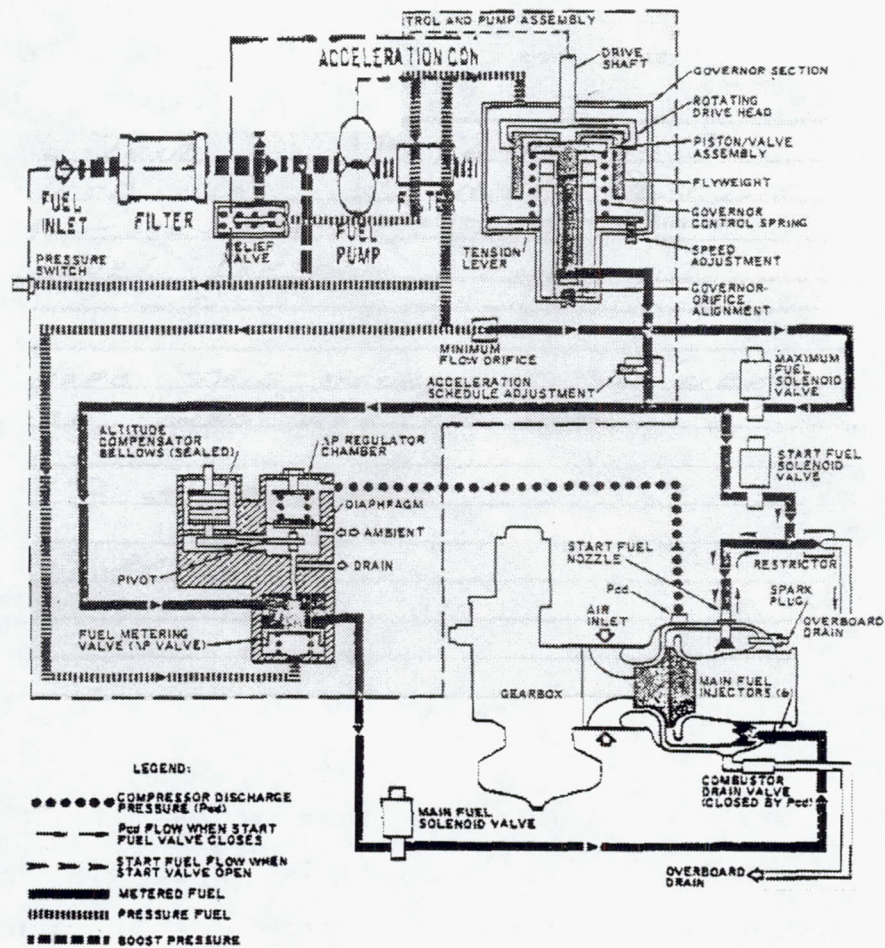 TROL AND PUMP ASSEMBLY
ACCELERATION CON
DRIVE
SHAFT
GOVERNOR SECTION
ROTATING
DRIVE HEAD
PISTON/VALVE
ASSEMBLY
FLYWEIGHT
GOVERNOR
CONTROL SPRING
SPEED
ADJUSTMENT
GOVERNOR-
ORIFICE
ALIGNMENT
TENSION
LEVER
FUEL
INLET
FILTER
RELIEF
VALVE
FUEL
PUMP
PRESSURE
SWITCH
MINIMUM
FLOW ORIFICE
ACCELERATION
SCHEDULE ADJUSTMENT
MAXIMUM
FUEL
SOLENOID
VALVE
START FUEL
SOLENOID
VALVE
ALTITUDE
COMPENSATOR
BELLOWS (SEALED)
ΔP REGULATOR
CHAMBER
DIAPHRAGM
AMBIENT
DRAIN
PIVOT
FUEL METERING
VALVE (ΔP VALVE)
START FUEL
NOZZLE
Pcd
AIR
INLET
RESTRICTOR
SPARK
PLUG
OVERBOARD
DRAIN
GEARBOX
MAIN FUEL
INJECTORS (6)
COMBUSTOR
DRAIN VALVE
(CLOSED BY Pcd)
MAIN FUEL
SOLENOID VALVE
OVERBOARD
DRAIN
LEGEND:
COMPRESSOR DISCHARGE
PRESSURE (Pcd)
Pcd FLOW WHEN START
FUEL VALVE CLOSES
START FUEL FLOW WHEN
START VALVE OPEN
METERED FUEL
PRESSURE FUEL
BOOST PRESSURE